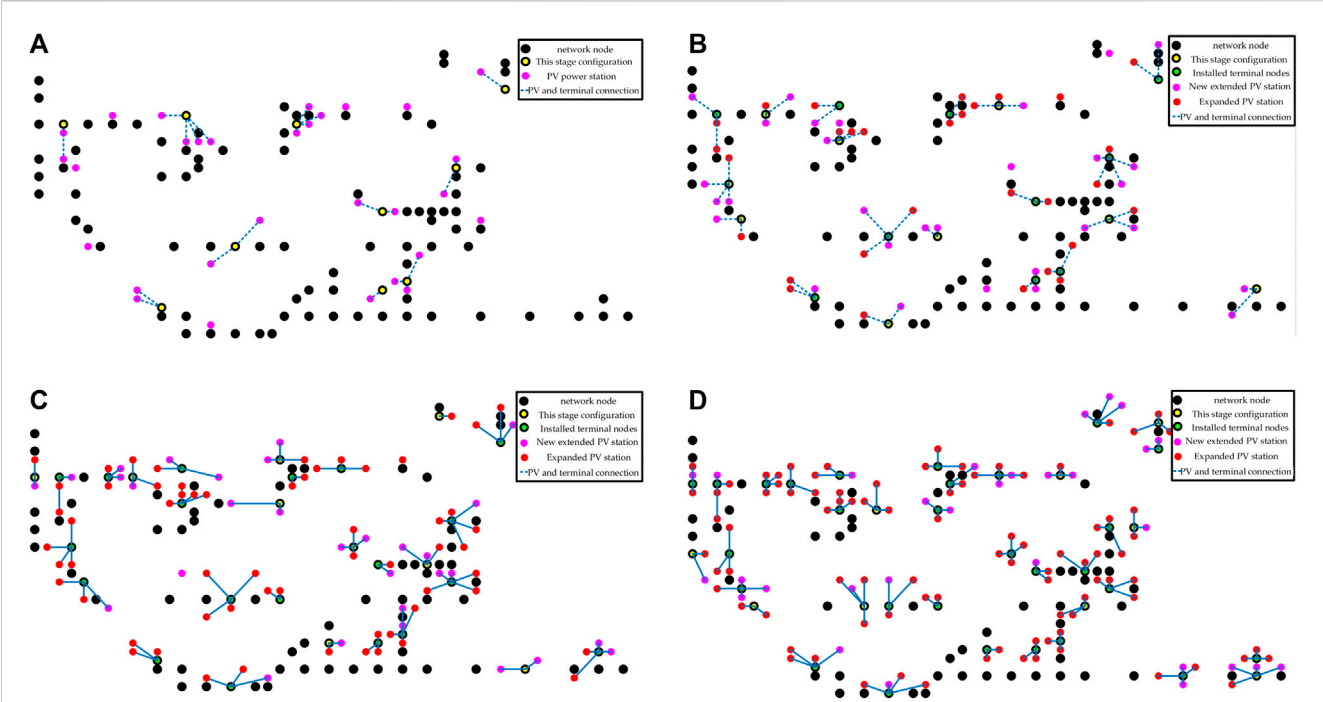 A
network node
This stage configuration
PV power station
PV and terminal connection
B
network node
This stage configuration
Installed terminal nodes
New extended PV station
Expanded PV station
PV and terminal connection
C
network node
This stage configuration
Installed terminal nodes
New extended PV station
Expanded PV station
PV and terminal connection
D
network node
This stage configuration
Installed terminal nodes
New extended PV station
Expanded PV station
PV and terminal connection